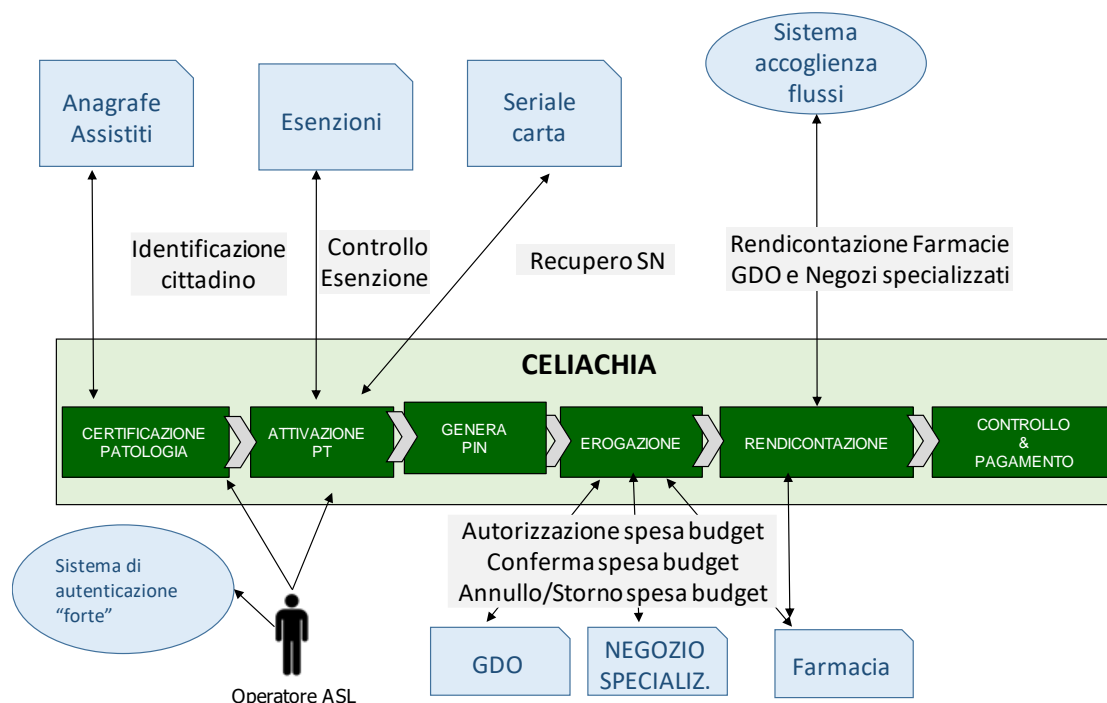 Sistema
accoglienza
flussi
Anagrafe
Assistiti
Esenzioni
Seriale
carta
Identificazione
cittadino
Controllo
Esenzione
Recupero SN
Rendicontazione Farmacie
GDO e Negozi specializzati
CELIACHIA
CERTIFICAZIONE
PATOLOGIA
ATTIVAZIONE
PT
GENERA
PIN
EROGAZIONE
RENDICONTAZIONE
CONTROLLO
&
PAGAMENTO
Autorizzazione spesa budget
Conferma spesa budget
Annullo/Storno spesa budget
Sistema di
autenticazione
“forte”
Operatore ASL
GDO
NEGOZIO
SPECIALIZ.
Farmacia